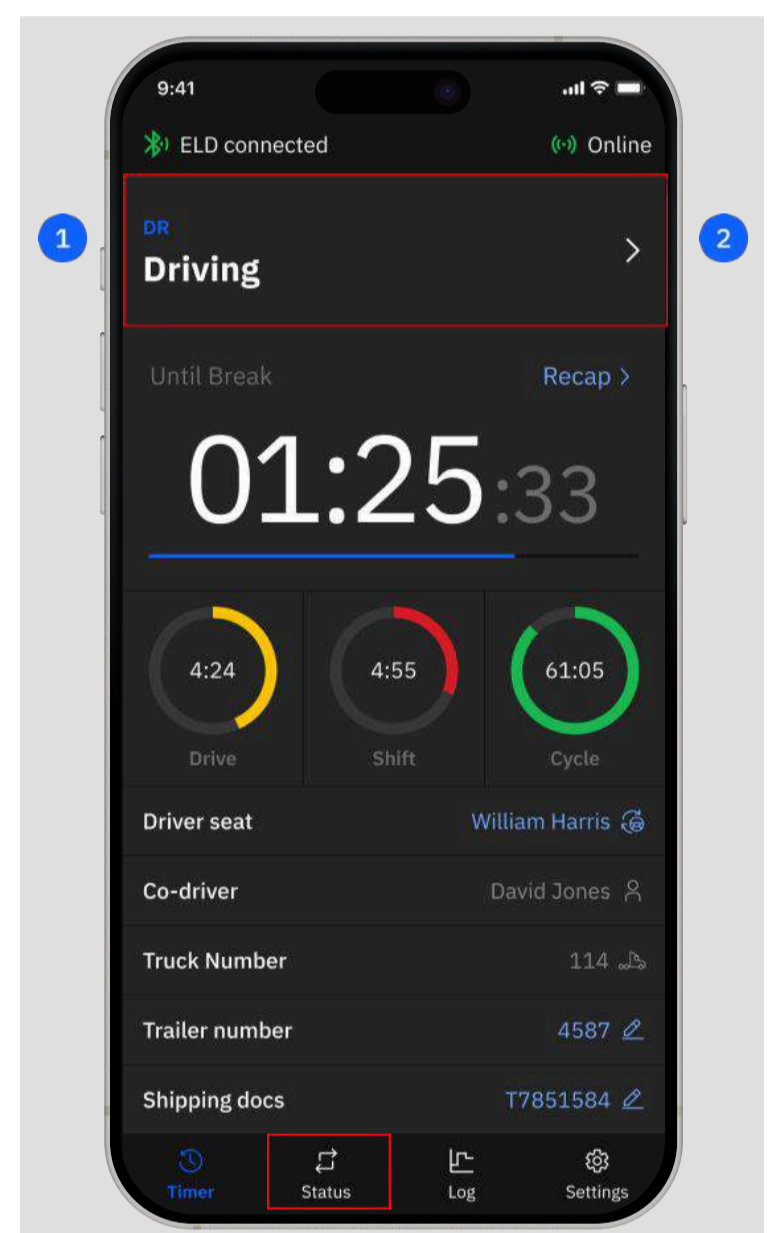 9:41
ELD connected Online
1
DR
Driving
2
Until Break Recap
01:25:33
4:24 4:55 61:05
Drive Shift Cycle
Driver seat William Harris
Co-driver David Jones
Truck Number 114
Trailer number 4587
Shipping docs T7851584
Timer Status Log Settings